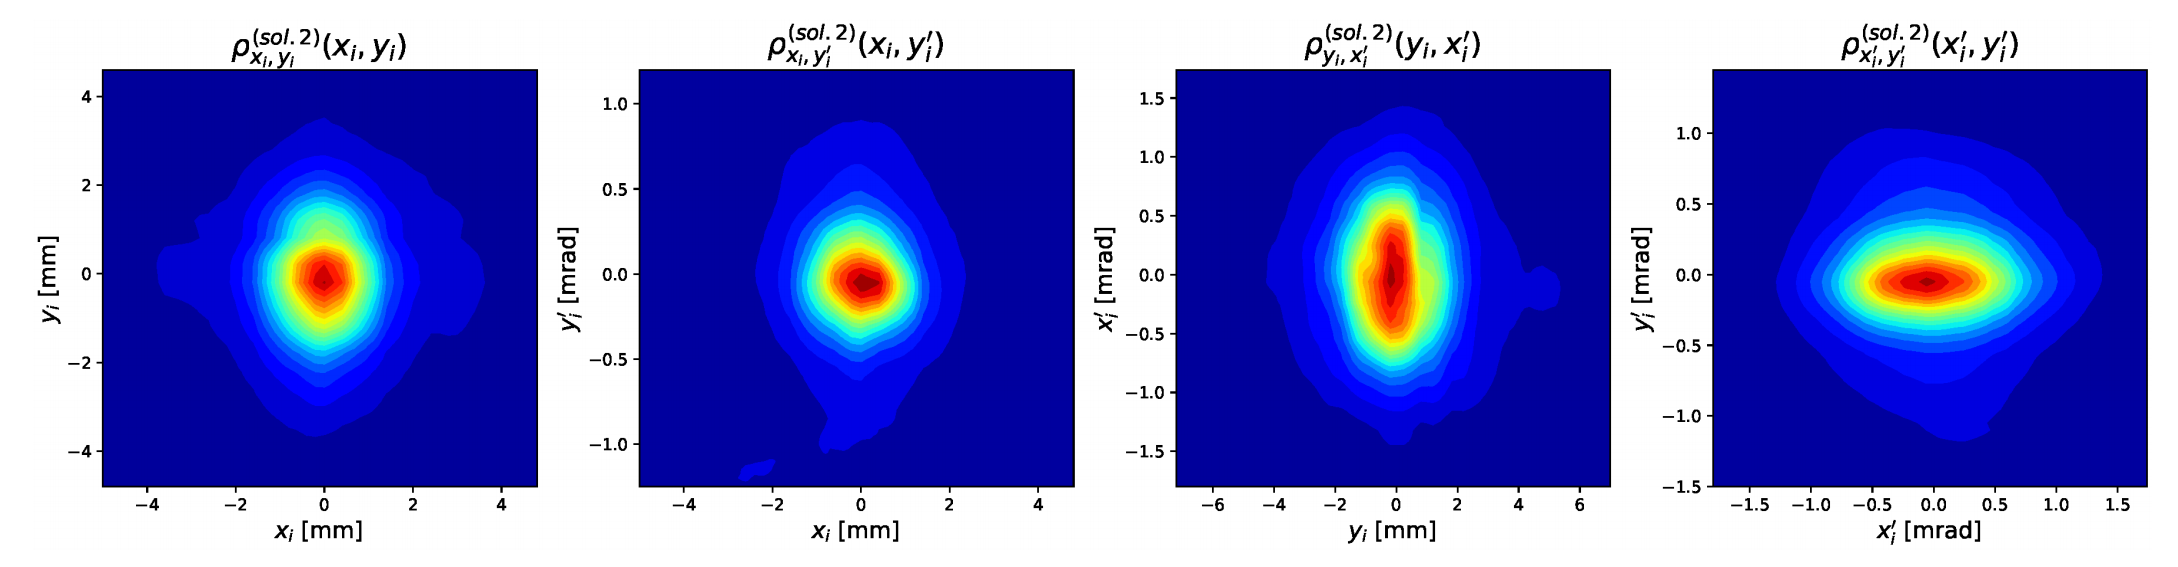 ρ_{x_i, y_i}^{(sol. 2)}(x_i, y_i)
4
2
0
−2
−4
y_i [mm]
−4 −2 0 2 4
x_i [mm]
ρ_{x_i, y′_i}^{(sol. 2)}(x_i, y′_i)
1.0
0.5
0.0
−0.5
−1.0
y′_i [mrad]
−4 −2 0 2 4
x_i [mm]
ρ_{y_i, x′_i}^{(sol. 2)}(y_i, x′_i)
1.5
1.0
0.5
0.0
−0.5
−1.0
−1.5
x′_i [mrad]
−6 −4 −2 0 2 4 6
y_i [mm]
ρ_{x′_i, y′_i}^{(sol. 2)}(x′_i, y′_i)
1.0
0.5
0.0
−0.5
−1.0
−1.5
y′_i [mrad]
−1.5 −1.0 −0.5 0.0 0.5 1.0 1.5
x′_i [mrad]